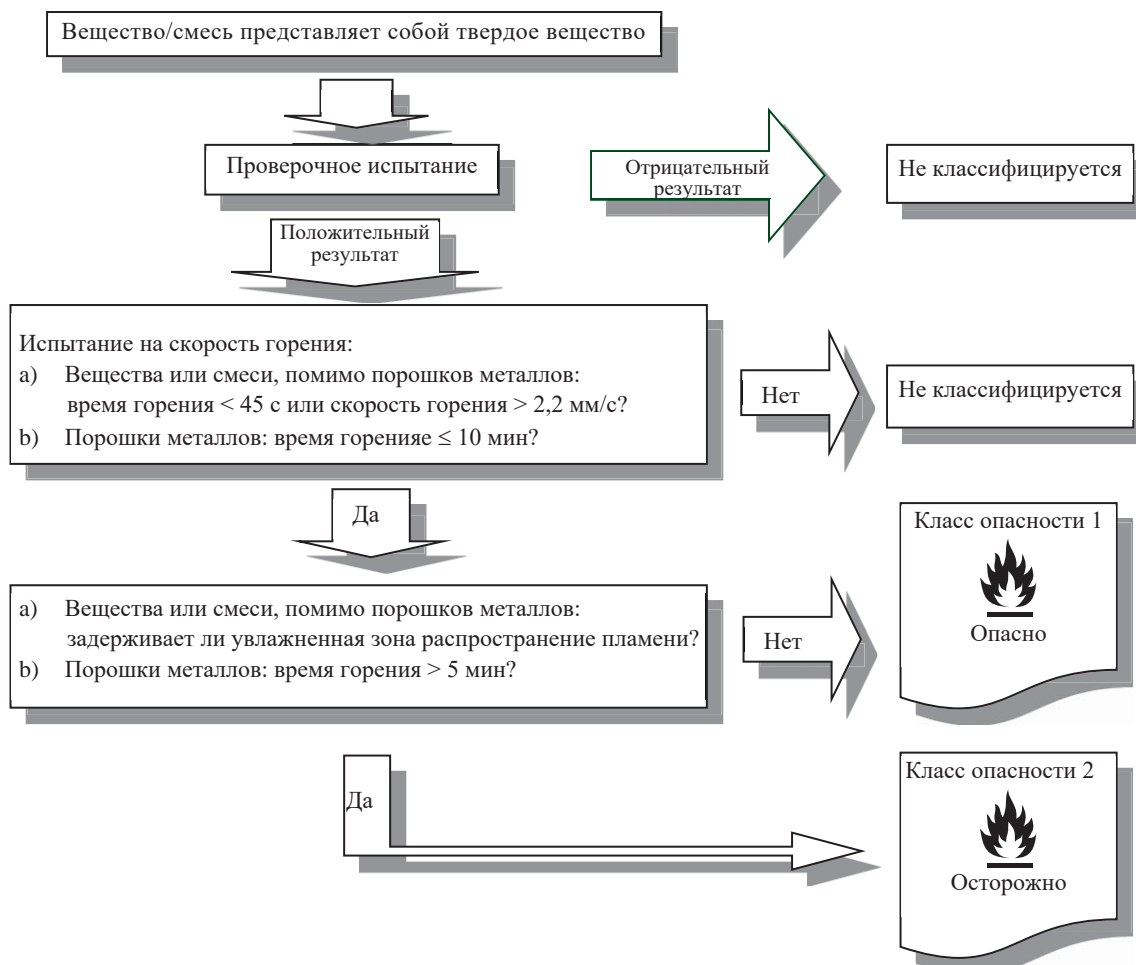 Вещество/смесь представляет собой твердое вещество
Проверочное испытание
Отрицательный
результат
Не классифицируется
Положительный
результат
Испытание на скорость горения:
a) Вещества или смеси, помимо порошков металлов:
время горения < 45 с или скорость горения > 2,2 мм/с?
b) Порошки металлов: время горенияе ≤ 10 мин?
Нет
Не классифицируется
Да
Класс опасности 1
Опасно
a) Вещества или смеси, помимо порошков металлов:
задерживает ли увлажненная зона распространение пламени?
b) Порошки металлов: время горения > 5 мин?
Нет
Да
Класс опасности 2
Осторожно